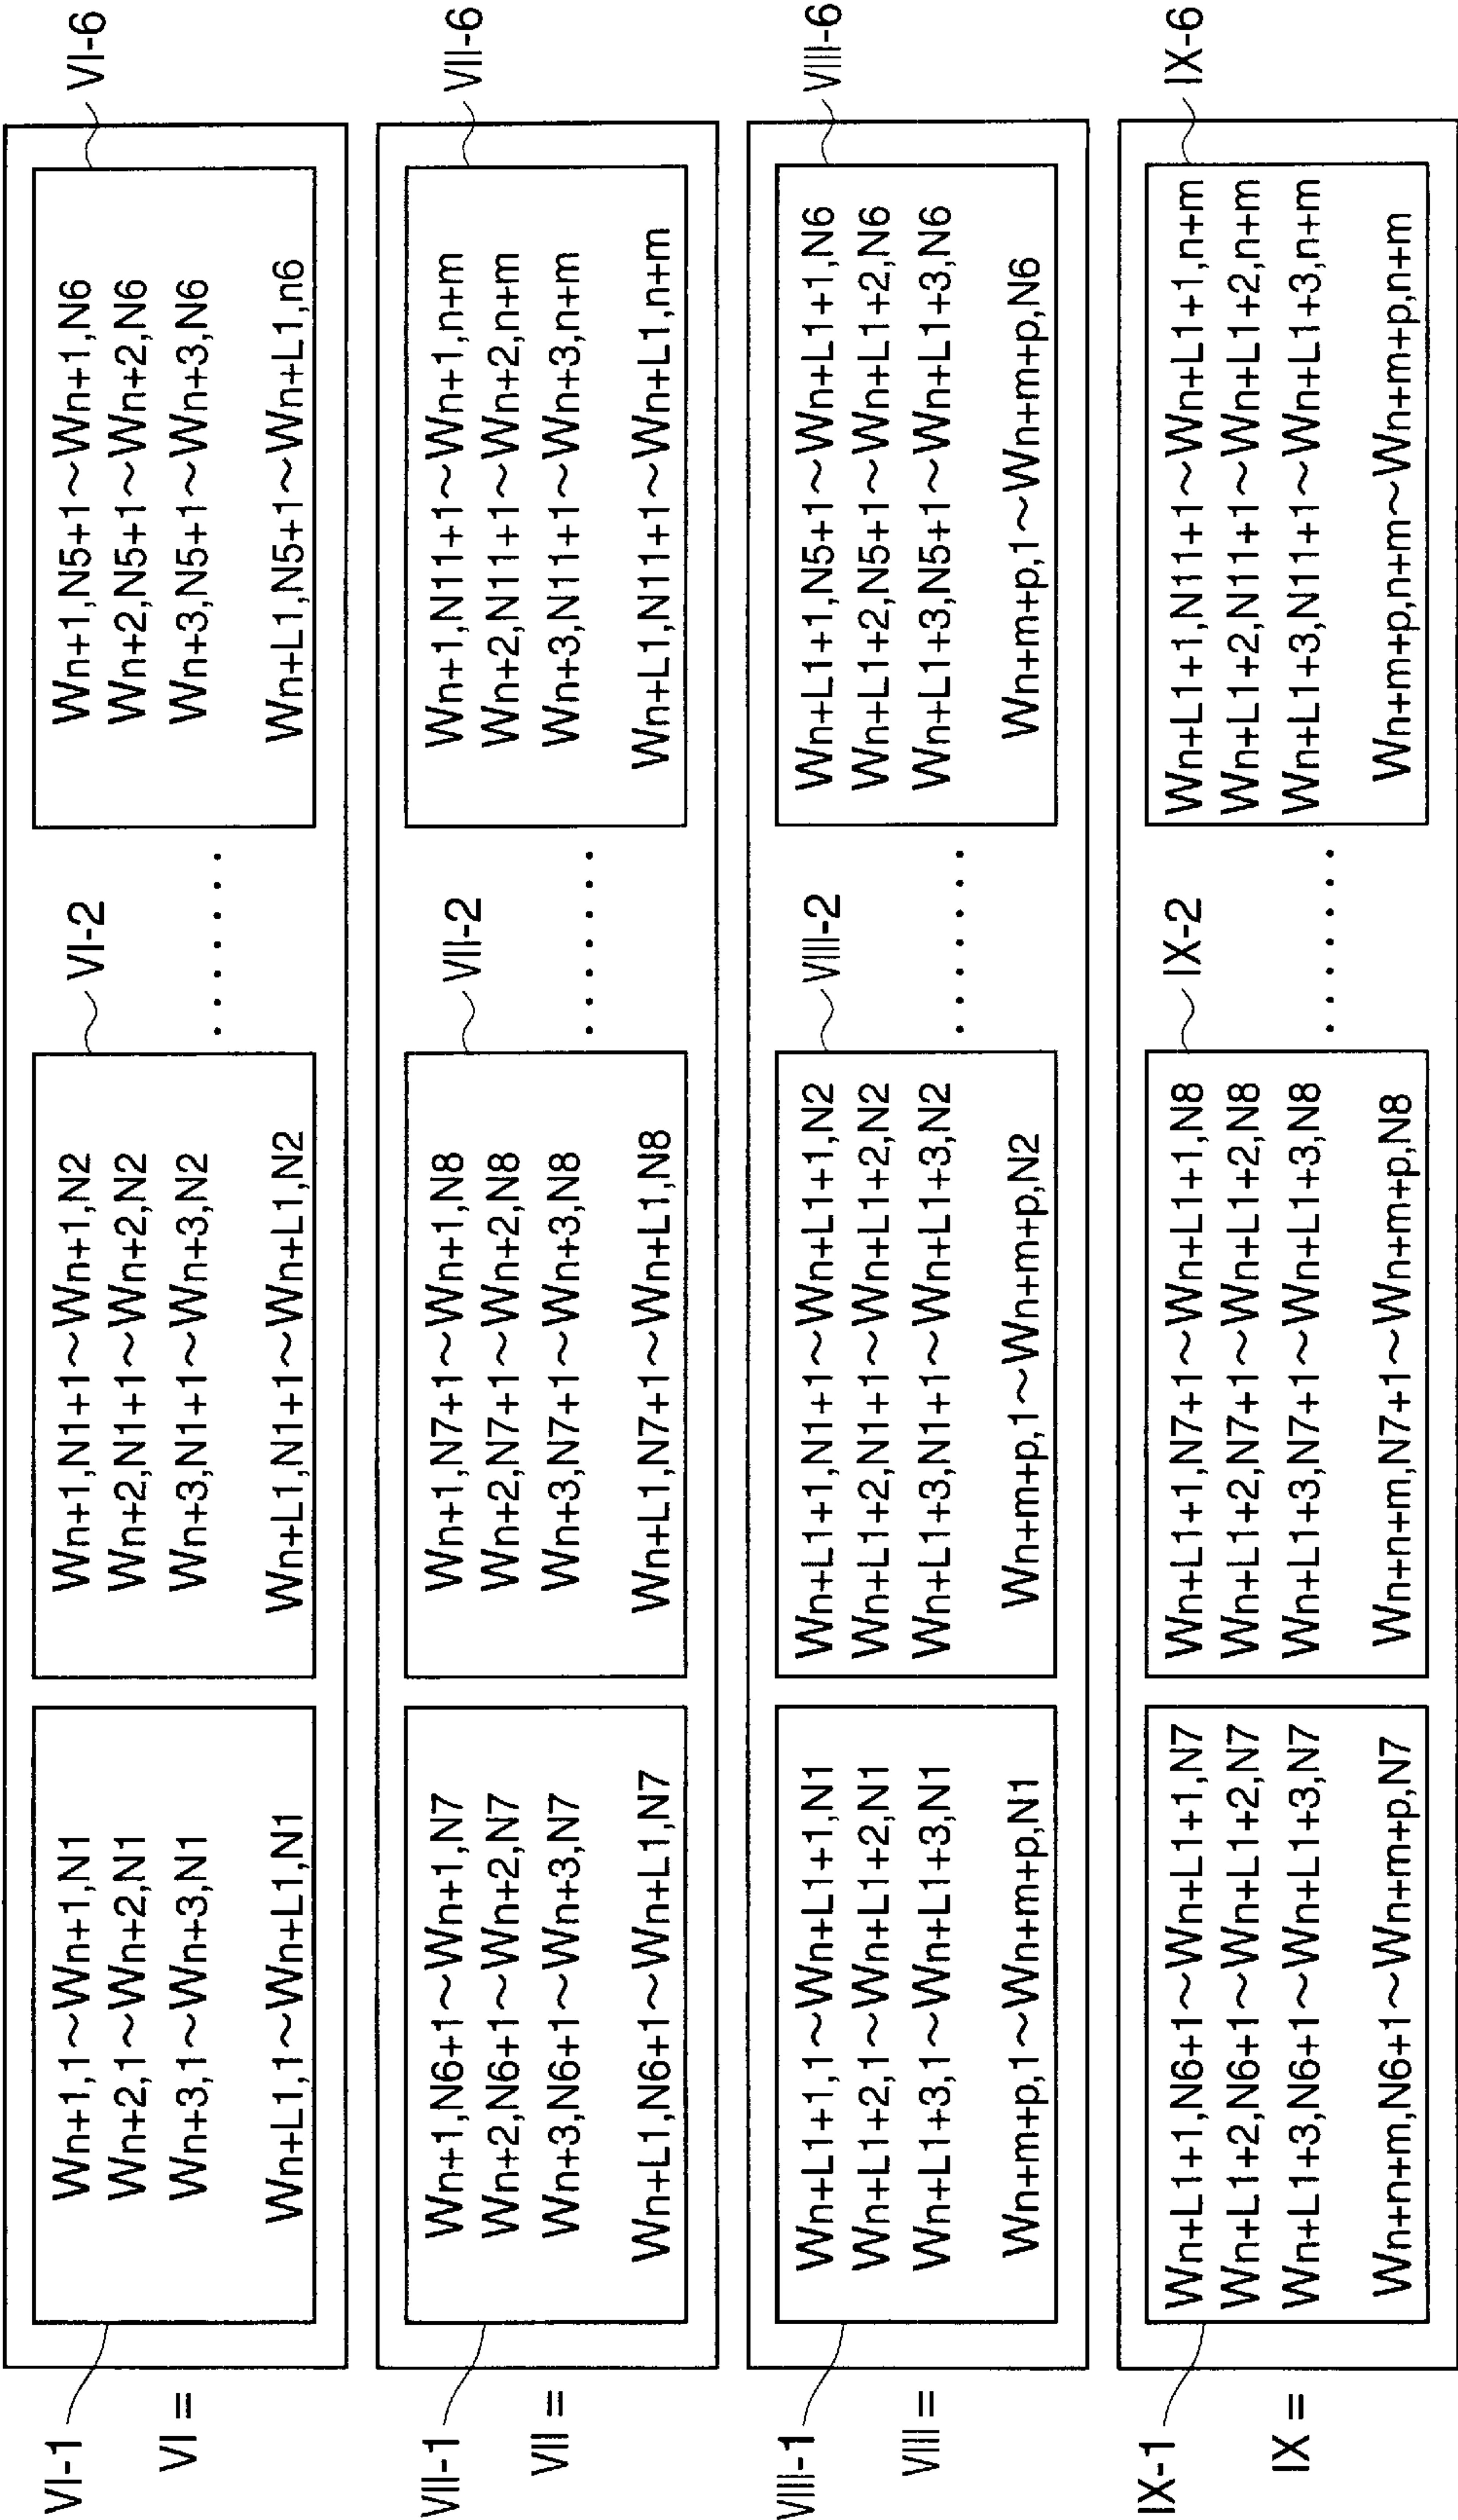 VI-1
VI =
Wn+1,1~Wn+1,N1
Wn+2,1~Wn+2,N1
Wn+3,1~Wn+3,N1
Wn+L1,1~Wn+L1,N1
VI-2
Wn+1,N1+1~Wn+1,N2
Wn+2,N1+1~Wn+2,N2
Wn+3,N1+1~Wn+3,N2
Wn+L1,N1+1~Wn+L1,N2
......
VI-6
Wn+1,N5+1~Wn+1,N6
Wn+2,N5+1~Wn+2,N6
Wn+3,N5+1~Wn+3,N6
Wn+L1,N5+1~Wn+L1,n6
VII-1
VII =
Wn+1,N6+1~Wn+1,N7
Wn+2,N6+1~Wn+2,N7
Wn+3,N6+1~Wn+3,N7
Wn+L1,N6+1~Wn+L1,N7
VII-2
Wn+1,N7+1~Wn+1,N8
Wn+2,N7+1~Wn+2,N8
Wn+3,N7+1~Wn+3,N8
Wn+L1,N7+1~Wn+L1,N8
......
VII-6
Wn+1,N11+1~Wn+1,n+m
Wn+2,N11+1~Wn+2,n+m
Wn+3,N11+1~Wn+3,n+m
Wn+L1,N11+1~Wn+L1,n+m
VIII-1
VIII =
Wn+L1+1,1~Wn+L1+1,N1
Wn+L1+2,1~Wn+L1+2,N1
Wn+L1+3,1~Wn+L1+3,N1
Wn+m+p,1~Wn+m+p,N1
VIII-2
Wn+L1+1,N1+1~Wn+L1+1,N2
Wn+L1+2,N1+1~Wn+L1+2,N2
Wn+L1+3,N1+1~Wn+L1+3,N2
Wn+m+p,1~Wn+m+p,N2
......
VIII-6
Wn+L1+1,N5+1~Wn+L1+1,N6
Wn+L1+2,N5+1~Wn+L1+2,N6
Wn+L1+3,N5+1~Wn+L1+3,N6
Wn+m+p,1~Wn+m+p,N6
IX-1
IX =
Wn+L1+1,N6+1~Wn+L1+1,N7
Wn+L1+2,N6+1~Wn+L1+2,N7
Wn+L1+3,N6+1~Wn+L1+3,N7
Wn+n+m,N6+1~Wn+m+p,N7
IX-2
Wn+L1+1,N7+1~Wn+L1+1,N8
Wn+L1+2,N7+1~Wn+L1+2,N8
Wn+L1+3,N7+1~Wn+L1+3,N8
Wn+n+m,N7+1~Wn+m+p,N8
......
IX-6
Wn+L1+1,N11+1~Wn+L1+1,n+m
Wn+L1+2,N11+1~Wn+L1+2,n+m
Wn+L1+3,N11+1~Wn+L1+3,n+m
Wn+m+p,n+m~Wn+m+p,n+m